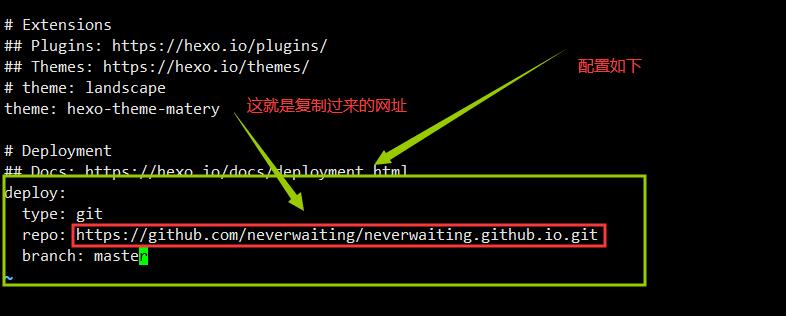 # Extensions
## Plugins: https://hexo.io/plugins/
## Themes: https://hexo.io/themes/
# theme: landscape
theme: hexo-theme-matery
配置如下
这就是复制过来的网址
# Deployment
## Docs: https://hexo.io/docs/deployment.html
deploy:
  type: git
  repo: https://github.com/neverwaiting/neverwaiting.github.io.git
  branch: master
~